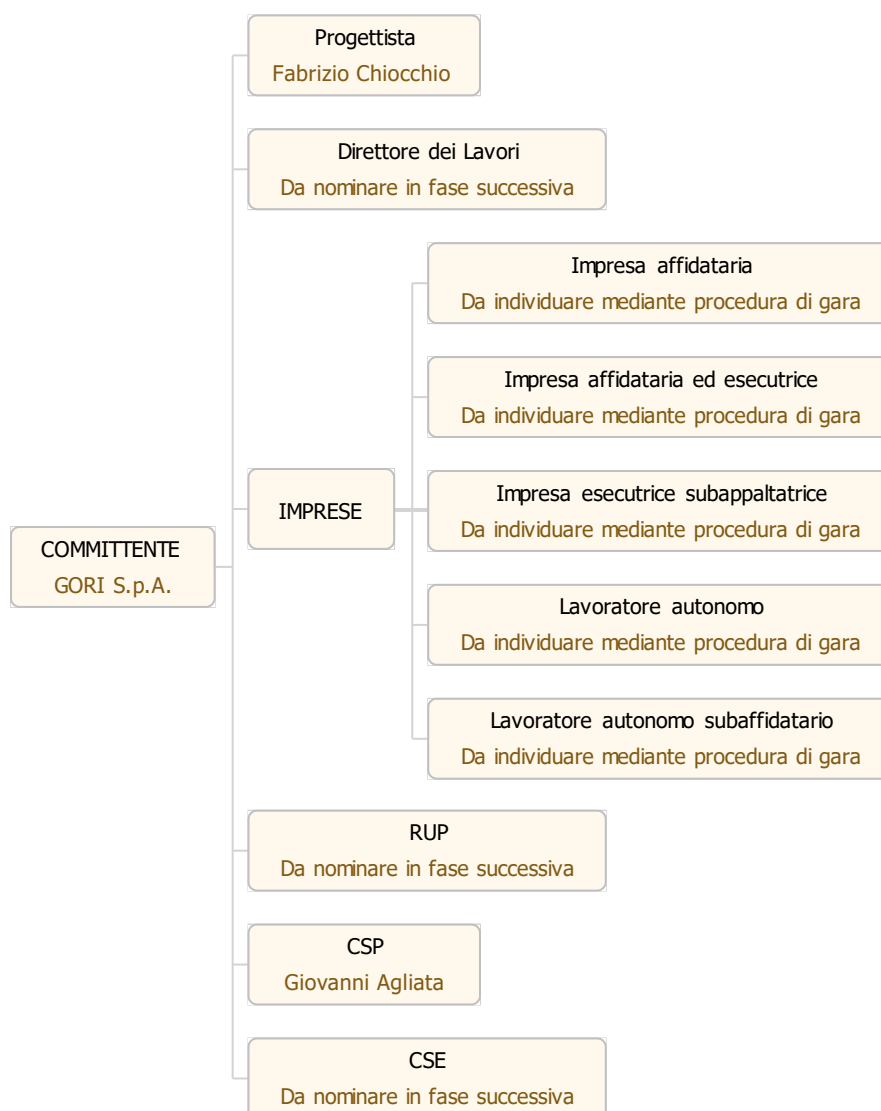 Progettista
Fabrizio Chiocchio
Direttore dei Lavori
Da nominare in fase successiva
Impresa affidataria
Da individuare mediante procedura di gara
Impresa affidataria ed esecutrice
Da individuare mediante procedura di gara
IMPRESE
Impresa esecutrice subappaltatrice
Da individuare mediante procedura di gara
COMMITTENTE
GORI S.p.A.
Lavoratore autonomo
Da individuare mediante procedura di gara
Lavoratore autonomo subaffidatario
Da individuare mediante procedura di gara
RUP
Da nominare in fase successiva
CSP
Giovanni Agliata
CSE
Da nominare in fase successiva